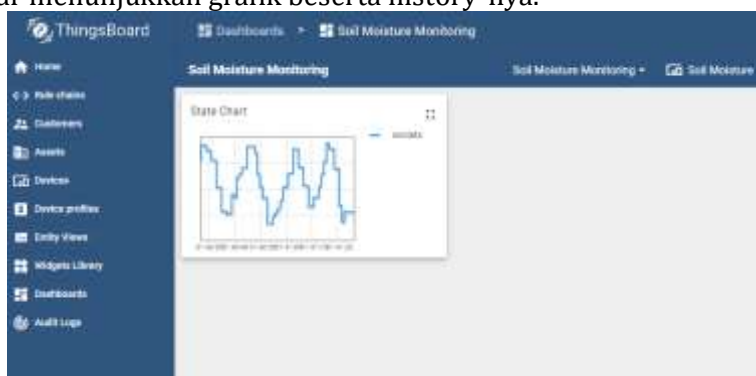 menunjukkan grafik beserta history-nya.
ThingsBoard
Dashboards > Soil Moisture Monitoring
Home
Soil Moisture Monitoring
Soil Moisture Monitoring
Soil Moisture
Rule chains
State Chart
Customers
Assets
Devices
Device profiles
Entity Views
Widgets Library
Dashboards
Audit Logs